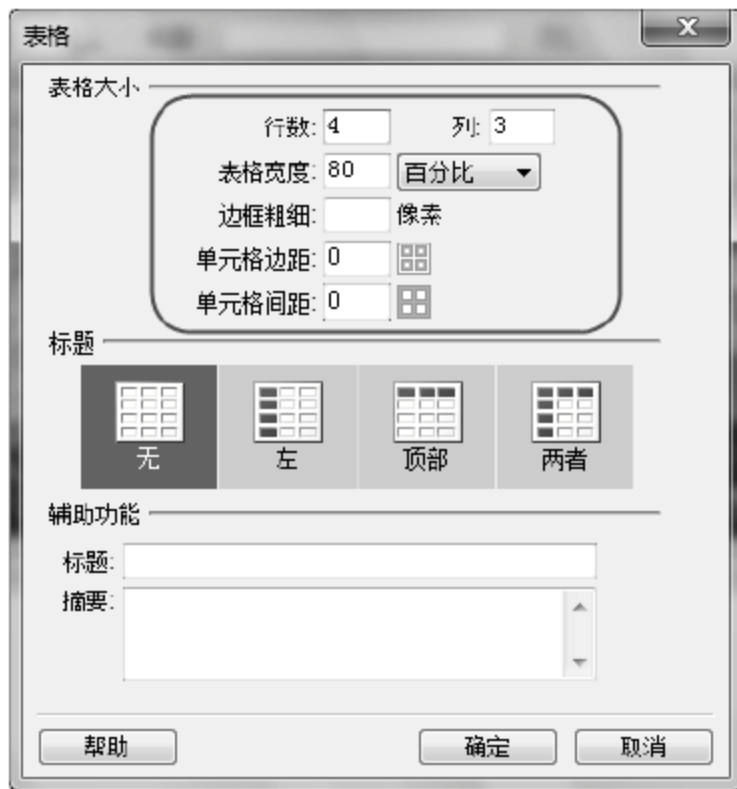 表格
表格大小
行数: 4 列: 3
表格宽度: 80 百分比
边框粗细: 像素
单元格边距: 0
单元格间距: 0
标题
无 左 顶部 两者
辅助功能
标题:
摘要:
帮助 确定 取消